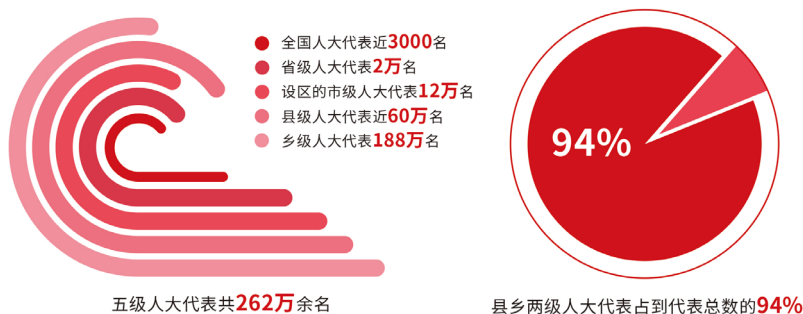 全国人大代表近3000名
省级人大代表2万名
设区的市级人大代表12万名
县级人大代表近60万名
乡级人大代表188万名
五级人大代表共262万余名
94%
县乡两级人大代表占到代表总数的94%